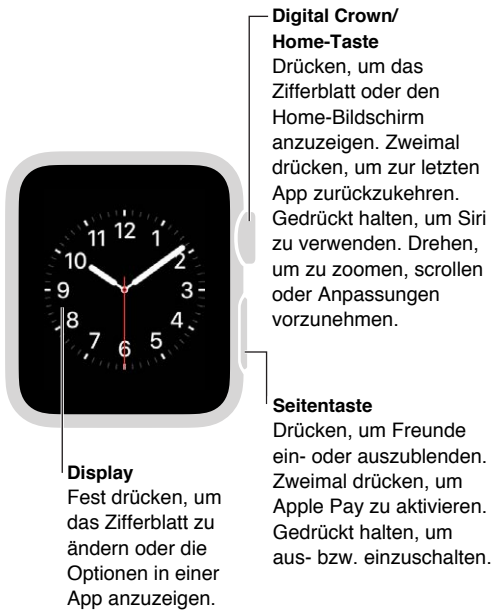 Digital Crown/
Home-Taste
Drücken, um das
Zifferblatt oder den
Home-Bildschirm
anzuzeigen. Zweimal
drücken, um zur letzten
App zurückzukehren.
Gedrückt halten, um Siri
zu verwenden. Drehen,
um zu zoomen, scrollen
oder Anpassungen
vorzunehmen.
12
11
1
10
2
9
3
8
4
7
5
6
Seitentaste
Drücken, um Freunde
ein- oder auszublenden.
Zweimal drücken, um
Apple Pay zu aktivieren.
Gedrückt halten, um
aus- bzw. einzuschalten.
Display
Fest drücken, um
das Zifferblatt zu
ändern oder die
Optionen in einer
App anzuzeigen.